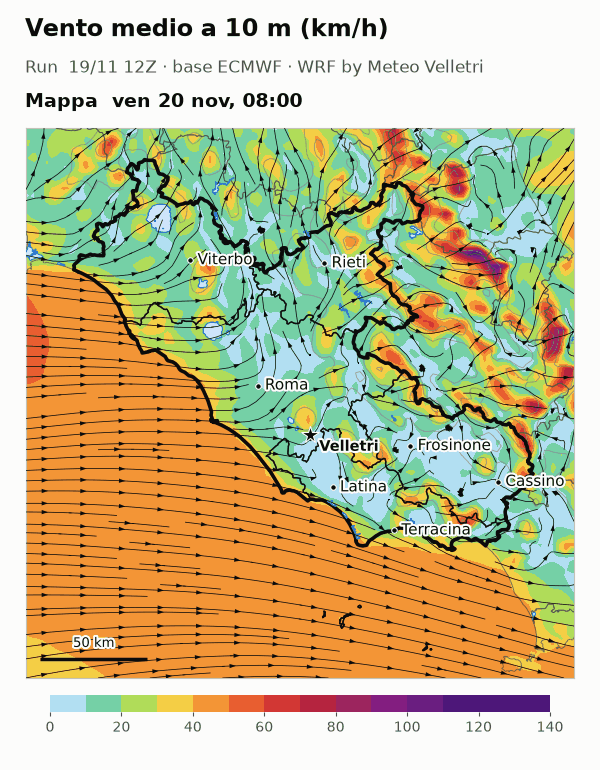 Vento medio a 10 m (km/h)
Run 19/11 12Z · base ECMWF · WRF by Meteo Velletri
Mappa ven 20 nov, 08:00
Viterbo
Rieti
Roma
Velletri
Frosinone
Cassino
Latina
Terracina
50 km
0 20 40 60 80 100 120 140